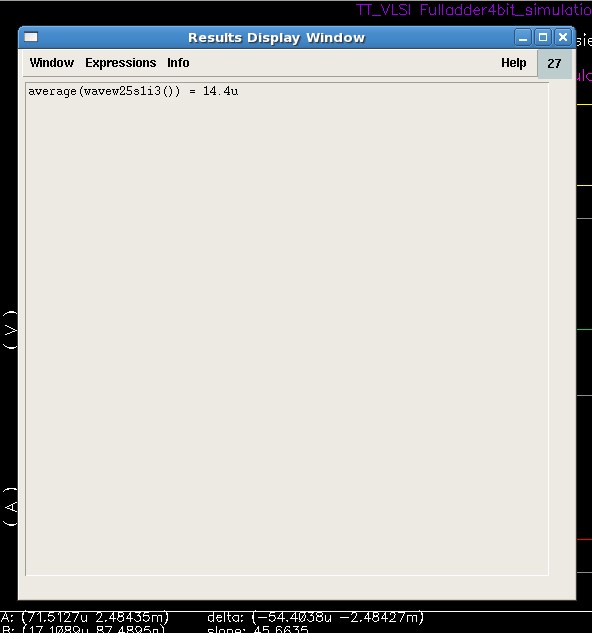 TT_VLSI Fulladder4bit_simulatio
Results Display Window
Window Expressions Info Help 27
average(wavew25s1i3()) = 14.4u
( V )
( A )
A: (71.5127u 2.48435m) delta: (−54.4038u −2.48427m)
B: (17.1089u 87.4895n) slope: 45.6635